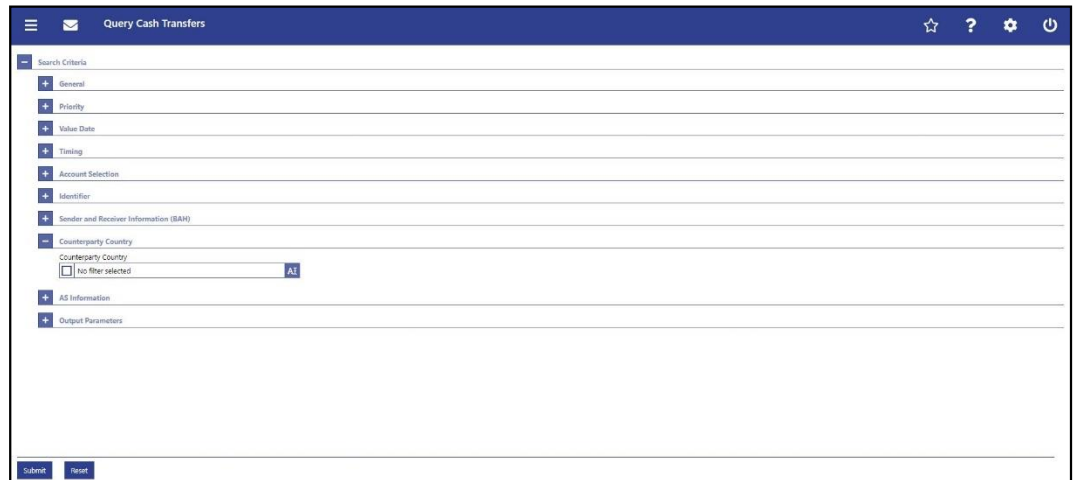 Query Cash Transfers
?
Search Criteria
General
Priority
Value Date
Timing
Account Selection
Identifier
Sender and Receiver Information (BAH)
Counterparty Country
Counterparty Country
No filter selected
AI
AS Information
Output Parameters
Submit Reset